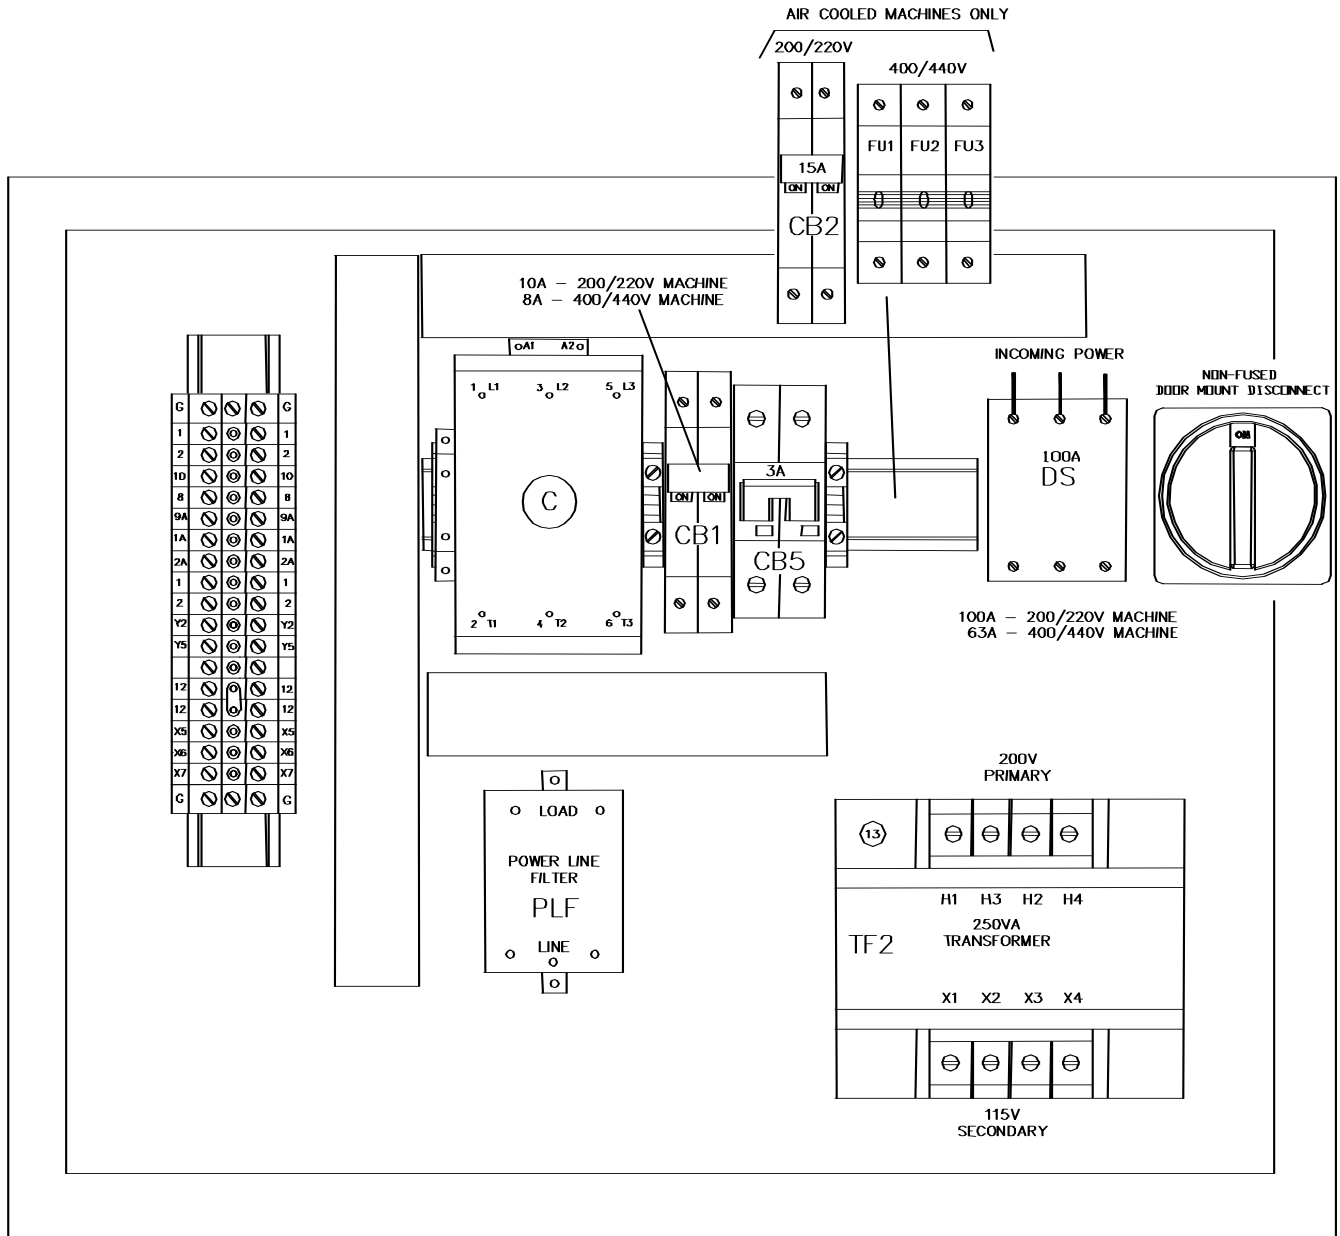 AIR COOLED MACHINES ONLY
200/220V
400/440V
15A
ON ON
CB2
FU1 FU2 FU3
10A – 200/220V MACHINE
8A – 400/440V MACHINE
A1 A2
1 L1 3 L2 5 L3
C
2 T1 4 T2 6 T3
ON ON
CB1
3A
CB5
INCOMING POWER
100A
DS
100A – 200/220V MACHINE
63A – 400/440V MACHINE
NON-FUSED
DOOR MOUNT DISCONNECT
ON
G G
1 1
2 2
10 10
8 8
9A 9A
1A 1A
2A 2A
1 1
2 2
Y2 Y2
Y5 Y5
12 12
12 12
X5 X5
X6 X6
X7 X7
G G
LOAD
POWER LINE
FILTER
PLF
LINE
200V
PRIMARY
13
H1 H3 H2 H4
250VA
TRANSFORMER
TF2
X1 X2 X3 X4
115V
SECONDARY